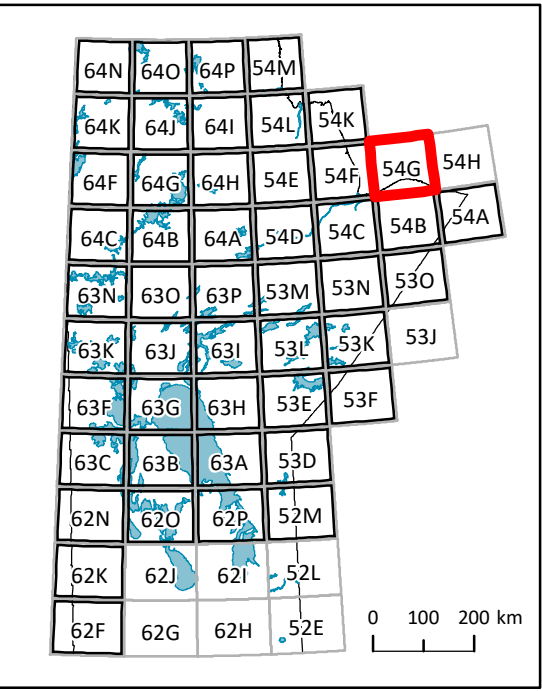 64N 64O 64P 54M
64K 64J 64I 54L 54K
64F 64G 64H 54E 54F 54G 54H
64C 64B 64A 54D 54C 54B 54A
63N 63O 63P 53M 53N 53O
63K 63J 63I 53L 53K 53J
63F 63G 63H 53E 53F
63C 63B 63A 53D
62N 62O 62P 52M
62K 62J 62I 52L
62F 62G 62H 52E
0 100 200 km